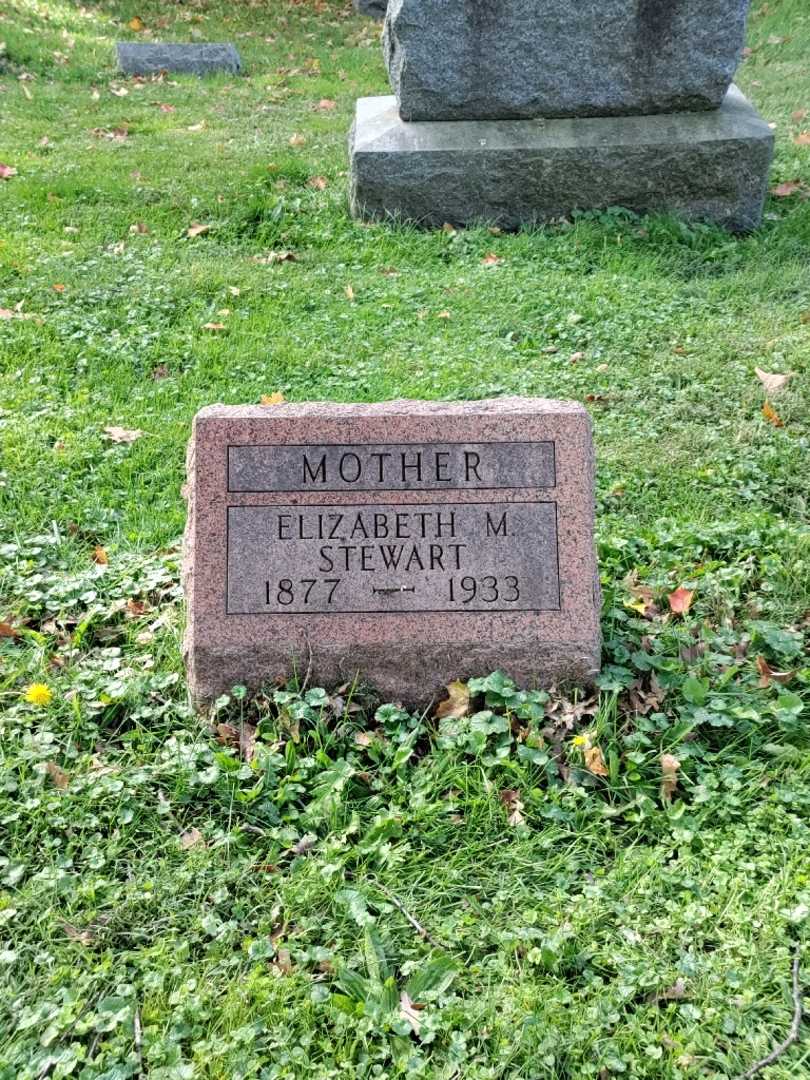 MOTHER
ELIZABETH M.
STEWART
1877 — 1933